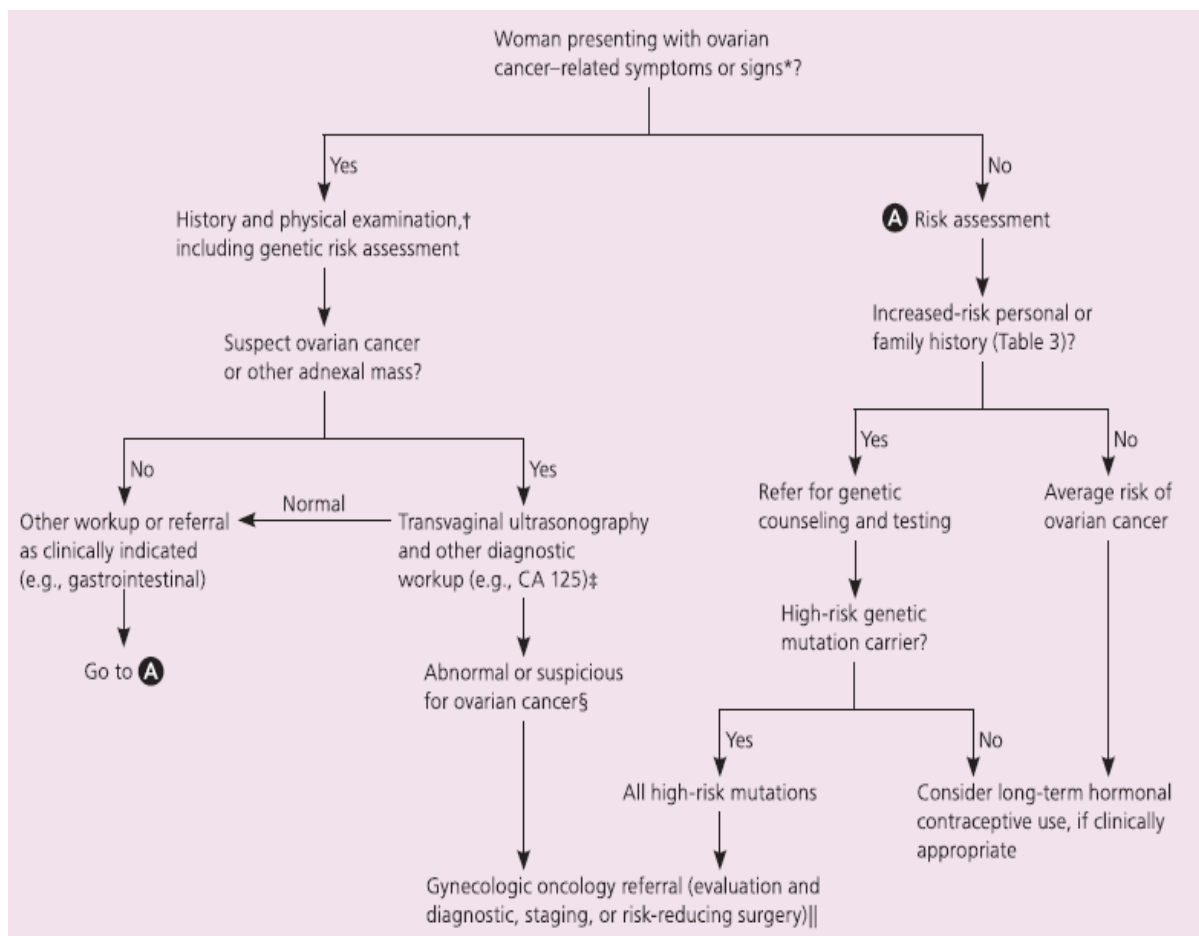 Woman presenting with ovarian
cancer–related symptoms or signs*?
Yes
No
History and physical examination,†
including genetic risk assessment
A Risk assessment
Suspect ovarian cancer
or other adnexal mass?
Increased-risk personal or
family history (Table 3)?
No
Yes
Yes
No
Other workup or referral
as clinically indicated
(e.g., gastrointestinal)
Normal
Transvaginal ultrasonography
and other diagnostic
workup (e.g., CA 125)‡
Refer for genetic
counseling and testing
Average risk of
ovarian cancer
Go to A
Abnormal or suspicious
for ovarian cancer§
High-risk genetic
mutation carrier?
Yes
No
All high-risk mutations
Consider long-term hormonal
contraceptive use, if clinically
appropriate
Gynecologic oncology referral (evaluation and
diagnostic, staging, or risk-reducing surgery)||